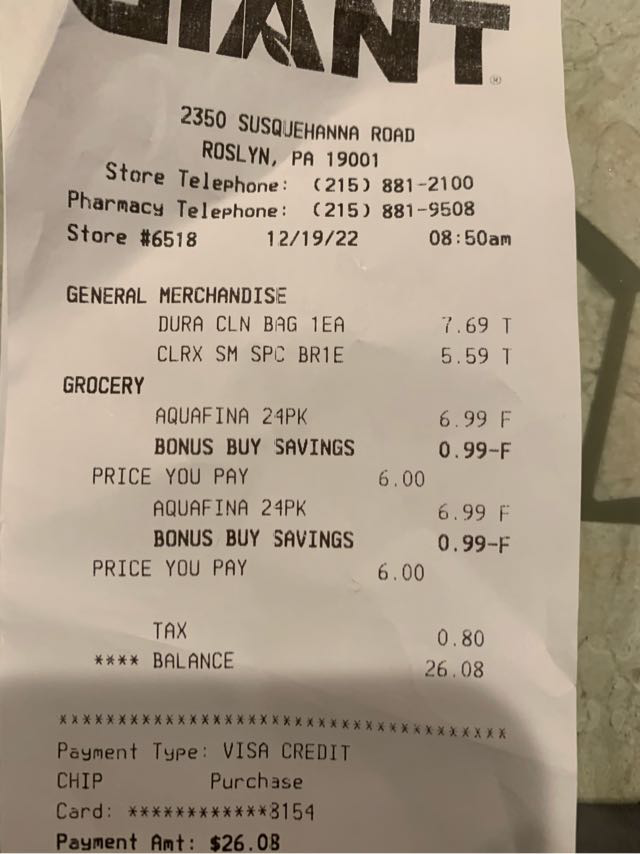 GIANT
®
2350 SUSQUEHANNA ROAD
ROSLYN, PA 19001
Store Telephone: (215) 881-2100
Pharmacy Telephone: (215) 881-9508
Store #6518 12/19/22 08:50am
GENERAL MERCHANDISE
DURA CLN BAG 1EA 7.69 T
CLRX SM SPC BR1E 5.59 T
GROCERY
AQUAFINA 24PK 6.99 F
BONUS BUY SAVINGS 0.99-F
PRICE YOU PAY 6.00
AQUAFINA 24PK 6.99 F
BONUS BUY SAVINGS 0.99-F
PRICE YOU PAY 6.00
TAX 0.80
**** BALANCE 26.08
**************************************
Payment Type: VISA CREDIT
CHIP Purchase
Card: ************3154
Payment Amt: $26.08